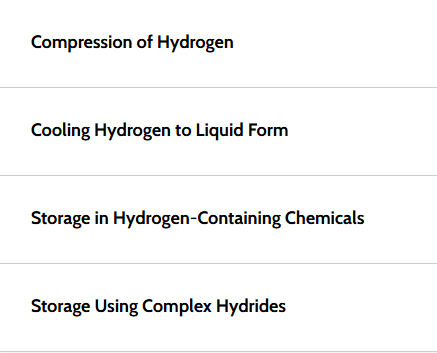 Compression of Hydrogen
Cooling Hydrogen to Liquid Form
Storage in Hydrogen-Containing Chemicals
Storage Using Complex Hydrides